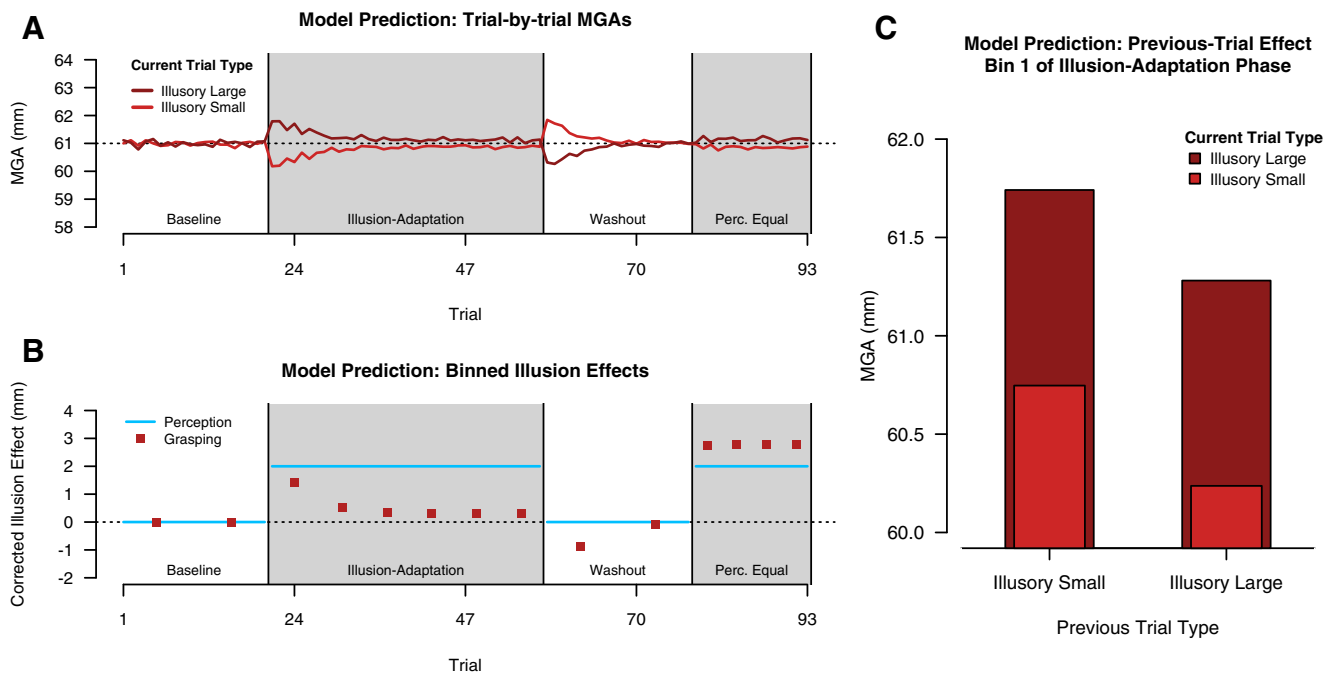 A
Model Prediction: Trial-by-trial MGAs
MGA (mm)
64
63
62
61
60
59
58
Current Trial Type
Illusory Large
Illusory Small
Baseline
Illusion-Adaptation
Washout
Perc. Equal
1
24
47
70
93
Trial
B
Model Prediction: Binned Illusion Effects
Corrected Illusion Effect (mm)
4
3
2
1
0
-1
-2
Perception
Grasping
Baseline
Illusion-Adaptation
Washout
Perc. Equal
1
24
47
70
93
Trial
C
Model Prediction: Previous-Trial Effect
Bin 1 of Illusion-Adaptation Phase
MGA (mm)
62.0
61.5
61.0
60.5
60.0
Current Trial Type
Illusory Large
Illusory Small
Illusory Small
Illusory Large
Previous Trial Type